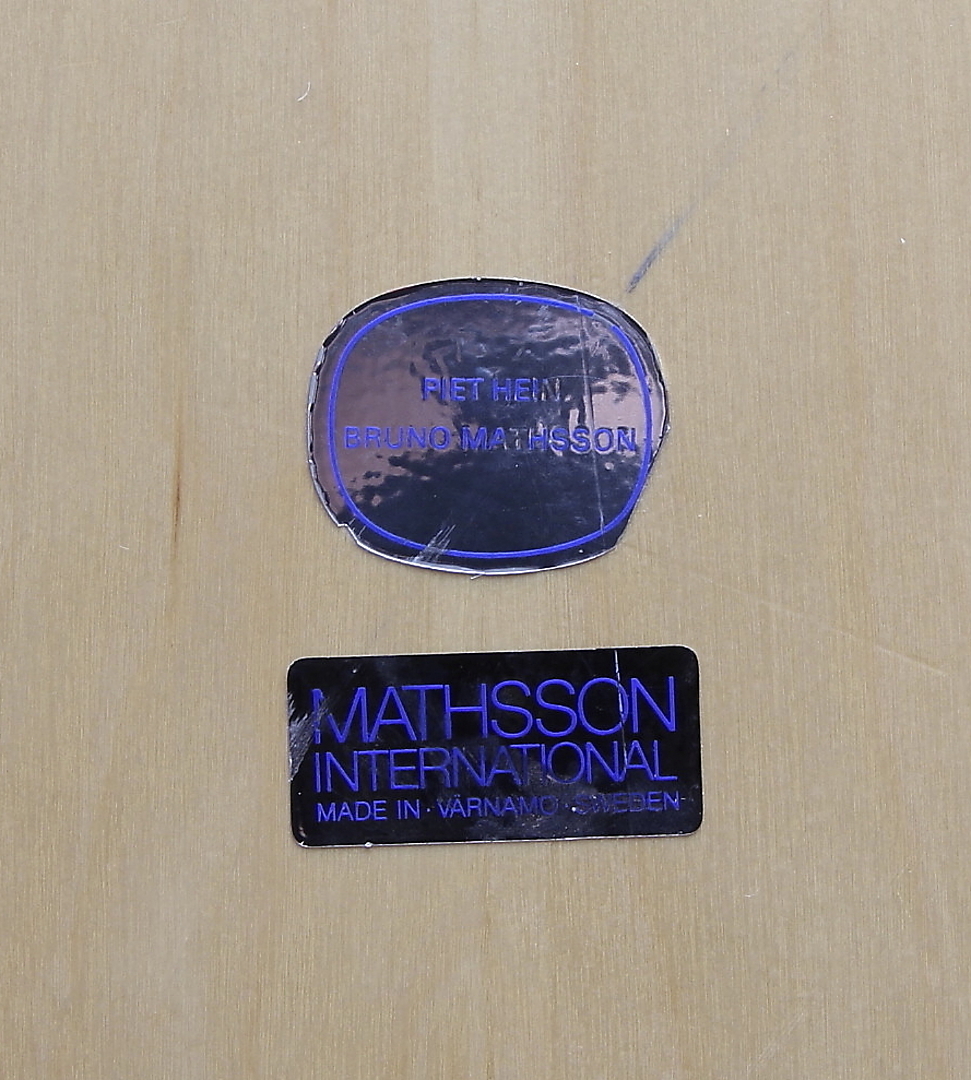 PIET HEIN
BRUNO MATHSSON
MATHSSON
INTERNATIONAL
MADE IN · VÄRNAMO · SWEDEN